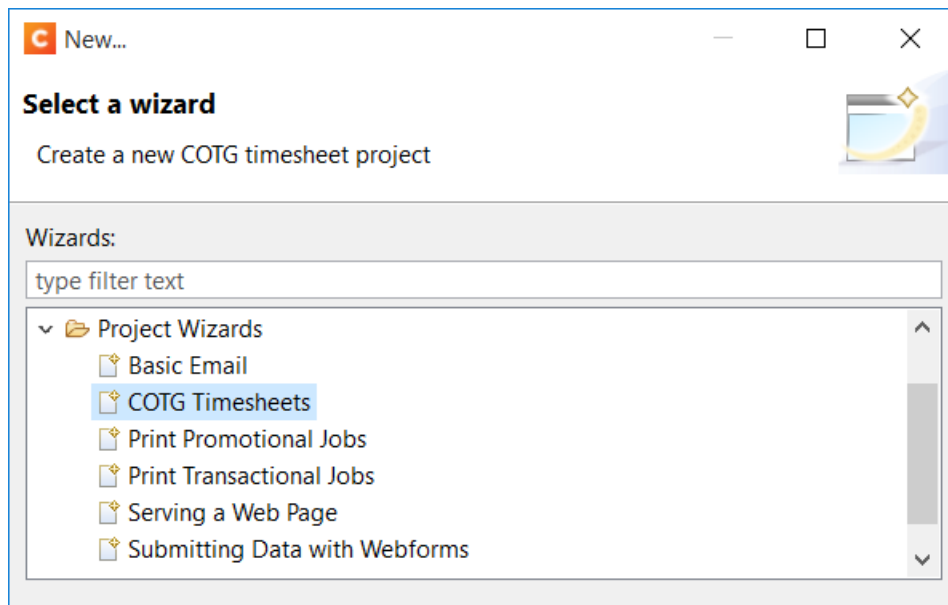 C New...
Select a wizard
Create a new COTG timesheet project
Wizards:
type filter text
Project Wizards
Basic Email
COTG Timesheets
Print Promotional Jobs
Print Transactional Jobs
Serving a Web Page
Submitting Data with Webforms